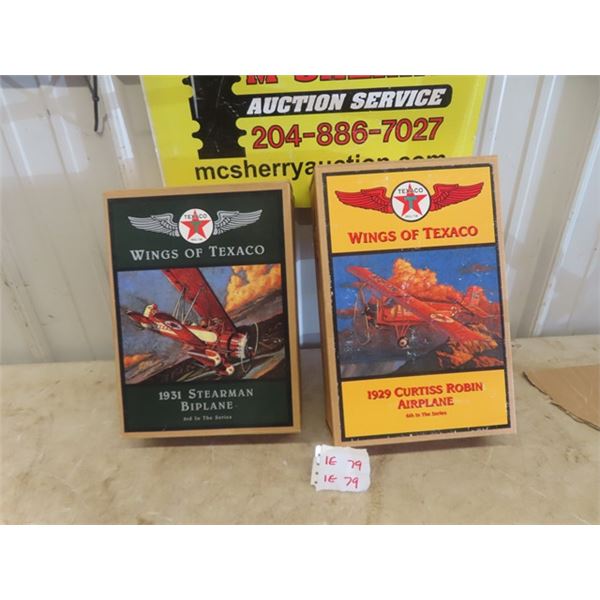 AUCTION SERVICE
204-886-7027
mcsherryauction.com
TEXACO
WINGS OF TEXACO
1931 STEARMAN
BIPLANE
3rd In The Series
TEXACO
WINGS OF TEXACO
1929 CURTISS ROBIN
AIRPLANE
6th In The Series
1E 79
1E 79